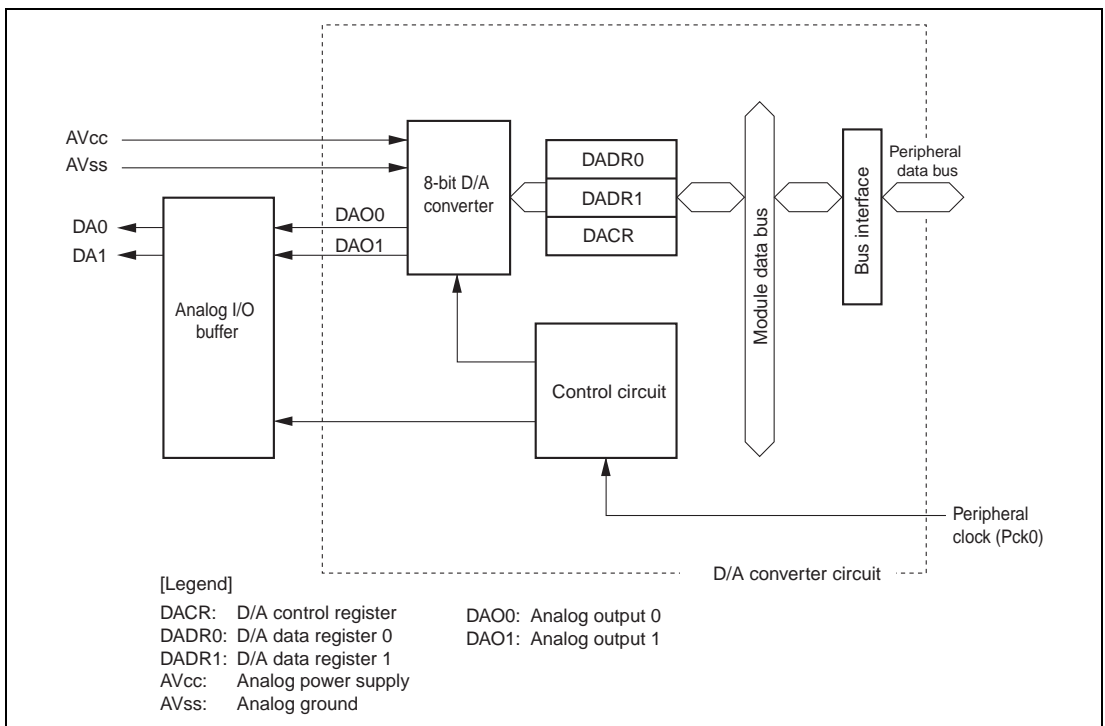 AVcc
AVss
DA0
DA1
Analog I/O
buffer
DAO0
DAO1
8-bit D/A
converter
DADR0
DADR1
DACR
Control circuit
Module data bus
Bus interface
Peripheral
data bus
Peripheral
clock (Pck0)
D/A converter circuit
[Legend]
DACR: D/A control register
DADR0: D/A data register 0
DADR1: D/A data register 1
AVcc: Analog power supply
AVss: Analog ground
DAO0: Analog output 0
DAO1: Analog output 1